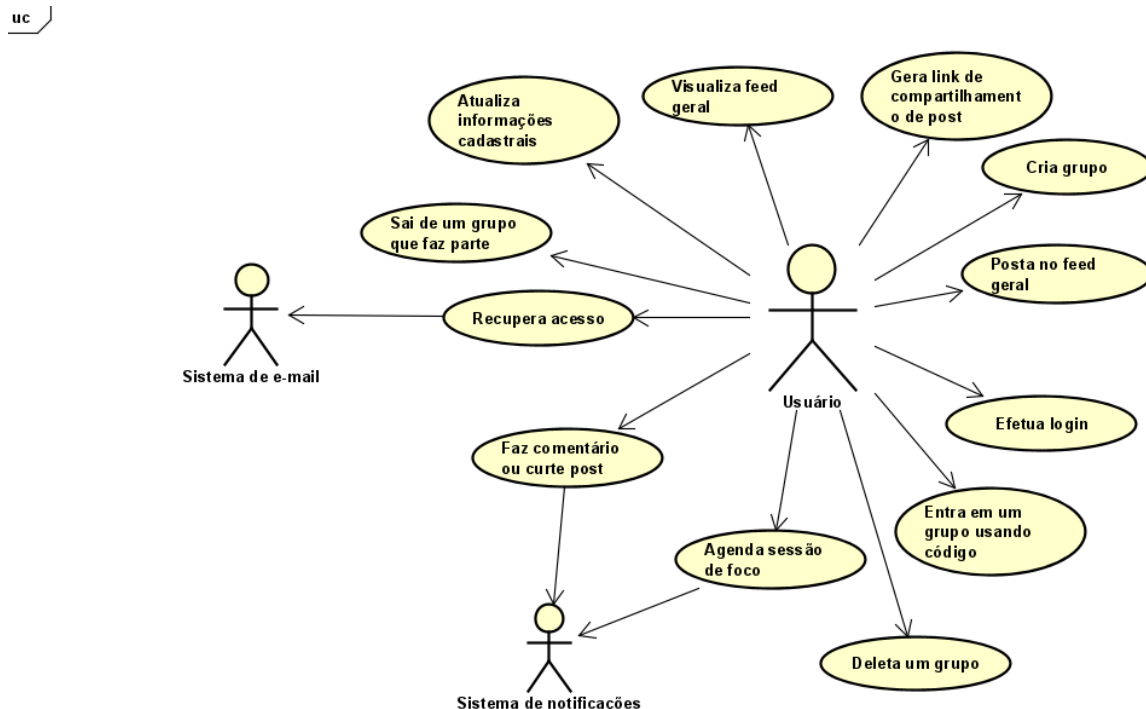 uc
Atualiza
informações
cadastrais
Visualiza feed
geral
Gera link de
compartilhament
o de post
Cria grupo
Sai de um grupo
que faz parte
Posta no feed
geral
Recupera acesso
Sistema de e-mail
Usuário
Efetua login
Faz comentário
ou curte post
Entra em um
grupo usando
código
Agenda sessão
de foco
Deleta um grupo
Sistema de notificações